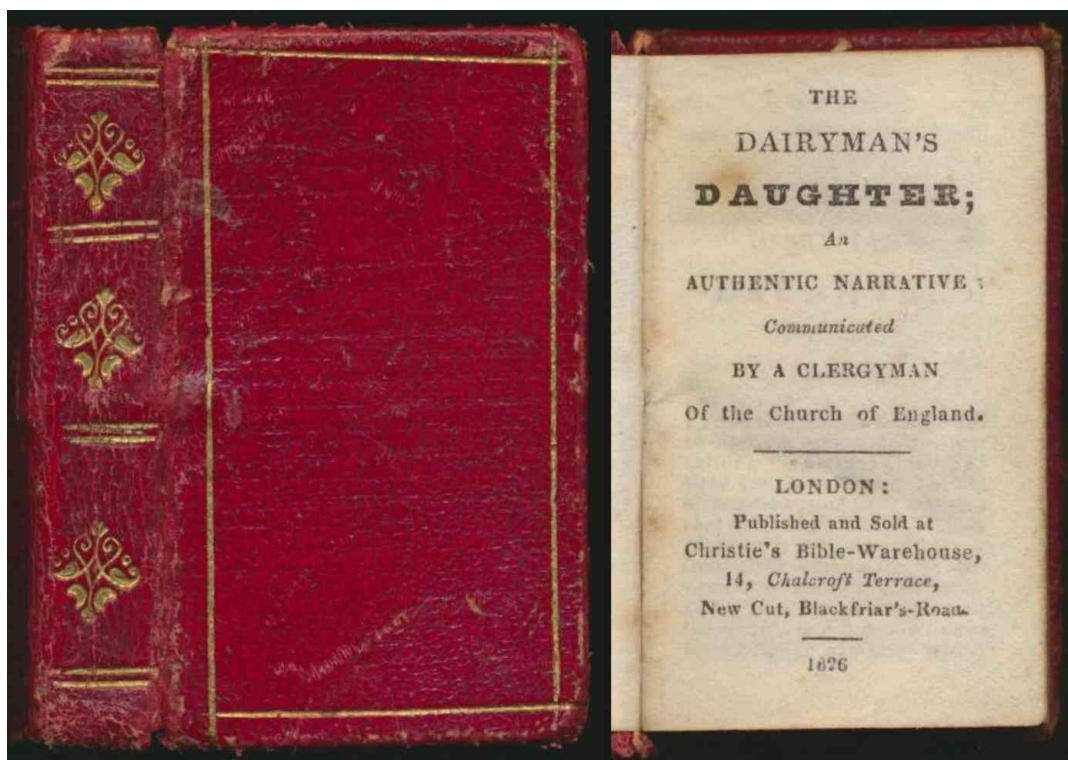 THE
DAIRYMAN'S
DAUGHTER;
An
AUTHENTIC NARRATIVE:
Communicated
BY A CLERGYMAN
Of the Church of England.
LONDON:
Published and Sold at
Christie's Bible-Warehouse,
14, Chalcroft Terrace,
New Cut, Blackfriar's-Road.
1826